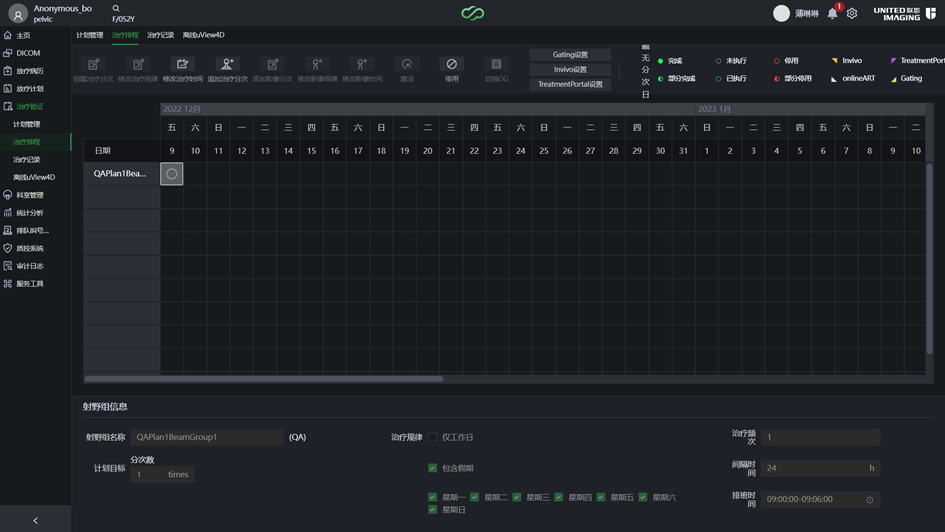 Anonymous_bo
pelvic
F/052Y
薄琳琳
1
UNITED 联影
IMAGING
主页
DICOM
放疗病历
放疗计划
治疗验证
计划管理
治疗排程
治疗记录
离线uView4D
科室管理
统计分析
排队叫号...
质控系统
审计日志
服务工具
计划管理 治疗排程 治疗记录 离线uView4D
创建治疗分次 修改治疗规律 修改治疗时间 追加治疗分次 添加影像分次 修改影像规律 修改影像时间 激活 停用 切换DG
Gating设置
Invivo设置
TreatmentPortal设置
无
分
次
日
完成 未执行 停用 Invivo TreatmentPort
部分完成 已执行 部分停用 onlineART Gating
2022 12月 2023 1月
五 六 日 一 二 三 四 五 六 日 一 二 三 四 五 六 日 一 二 三 四 五 六 日 一 二 三 四 五 六 日 一 二
日期 9 10 11 12 13 14 15 16 17 18 19 20 21 22 23 24 25 26 27 28 29 30 31 1 2 3 4 5 6 7 8 9 10
QAPlan1Bea...
射野组信息
射野组名称 QAPlan1BeamGroup1 (QA)
计划目标 分次数
1 times
治疗规律 仅工作日
包含假期
星期一 星期二 星期三 星期四 星期五 星期六
星期日
治疗频
次 1
间隔时
间 24 h
排班时
间 09:00:00-09:06:00